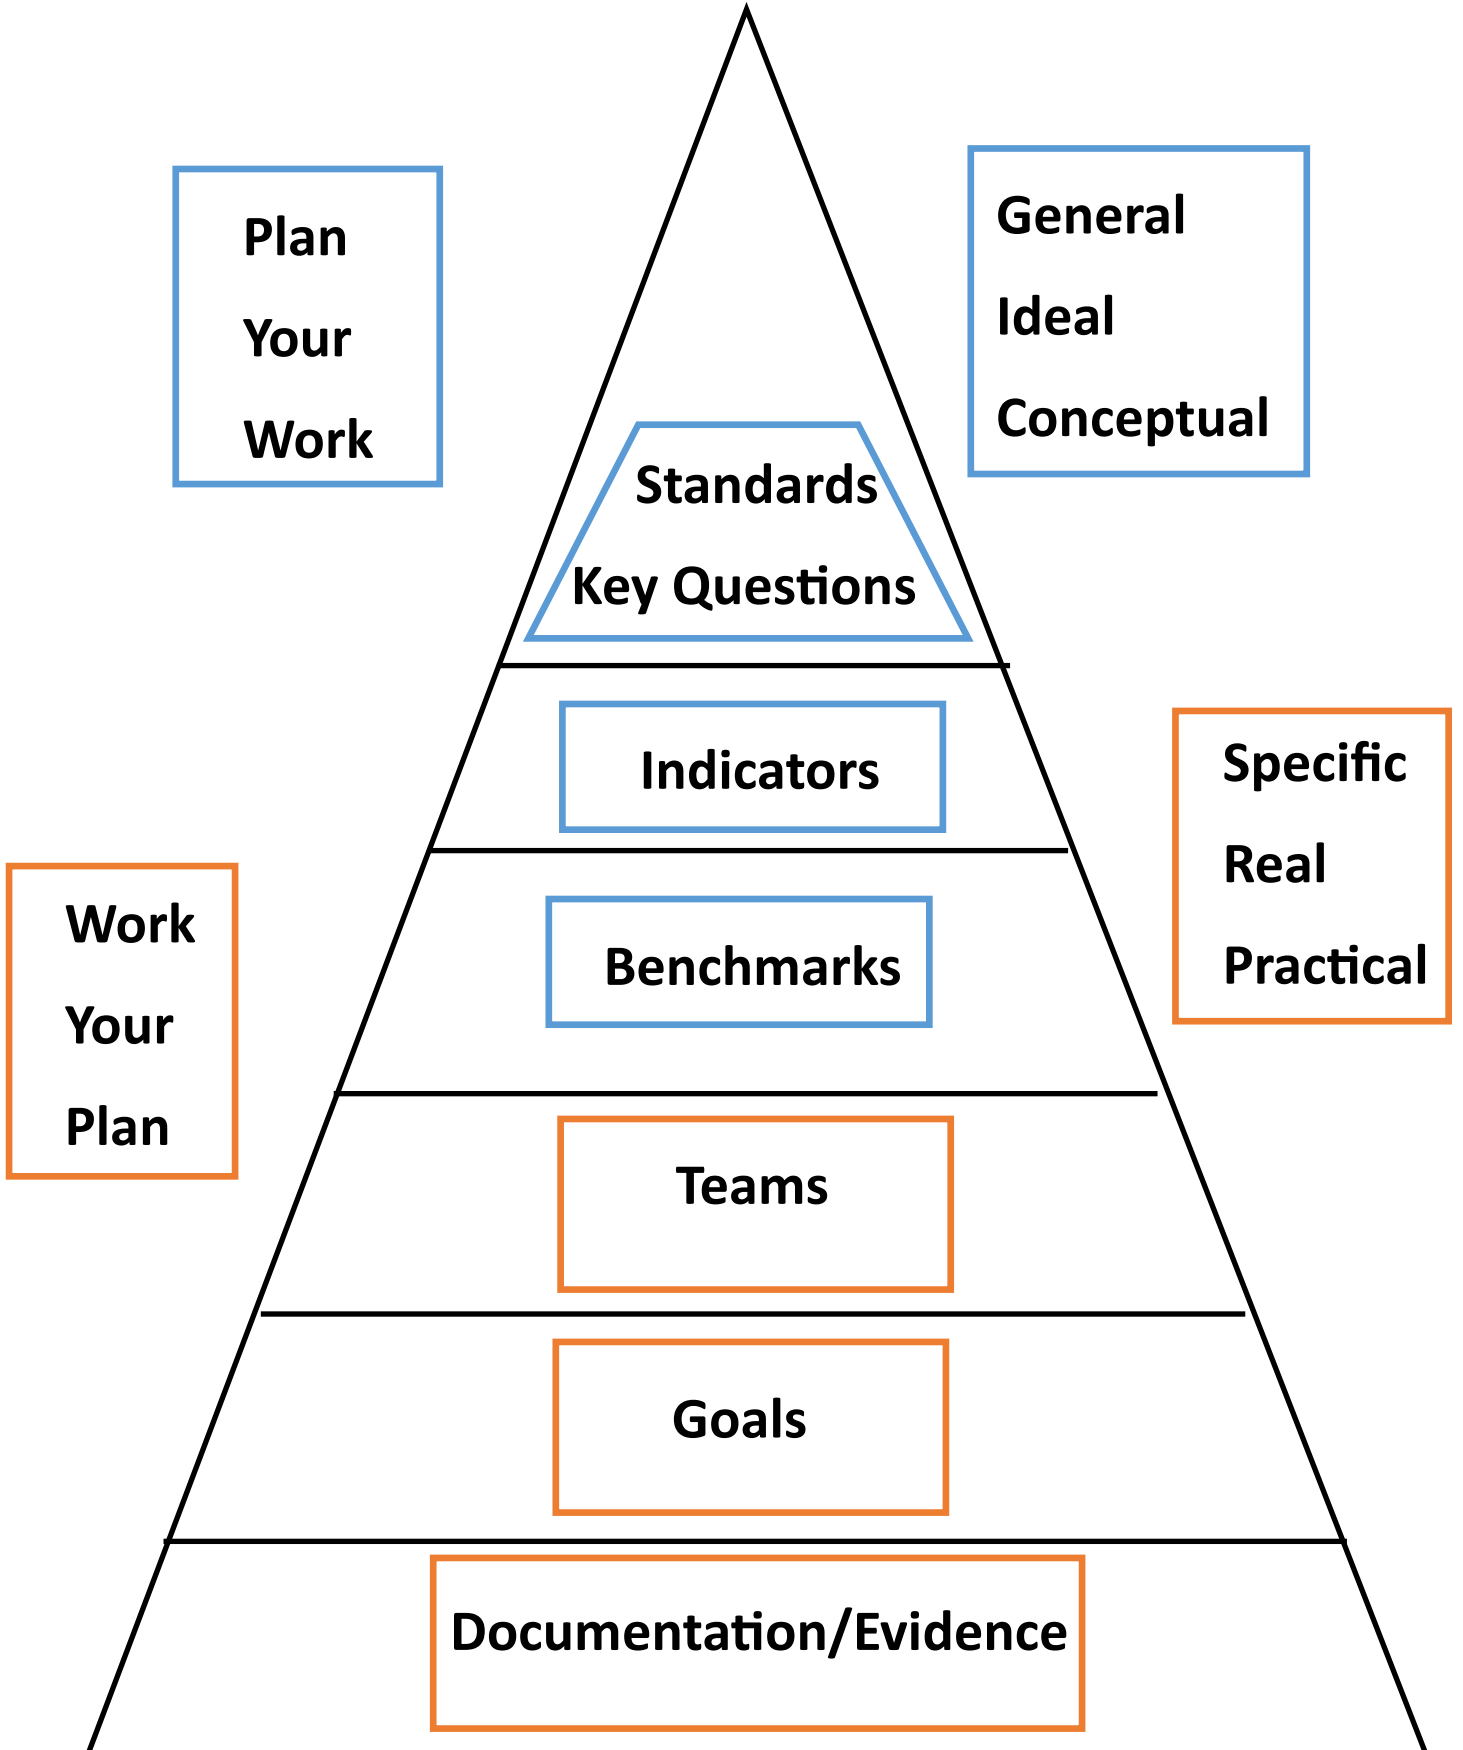 Plan
Your
Work
General
Ideal
Conceptual
Standards
Key Questions
Indicators
Specific
Real
Practical
Work
Your
Plan
Benchmarks
Teams
Goals
Documentation/Evidence